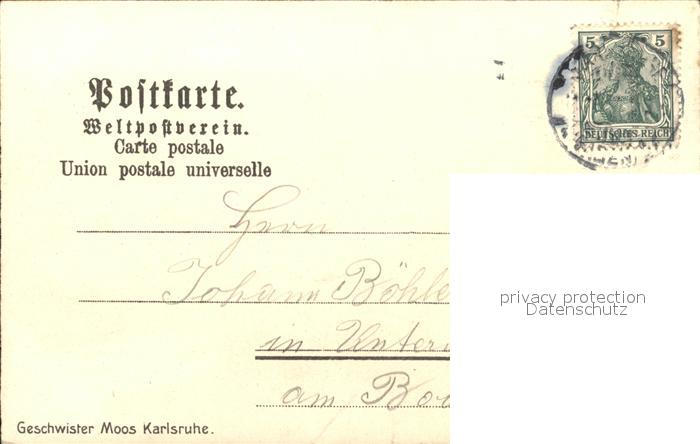 5 5
DEUTSCHES REICH
Postkarte.
Weltpostverein.
Carte postale
Union postale universelle
Herrn
Johann Böhle
privacy protection
Datenschutz
in Unter
am Bod
Geschwister Moos Karlsruhe.